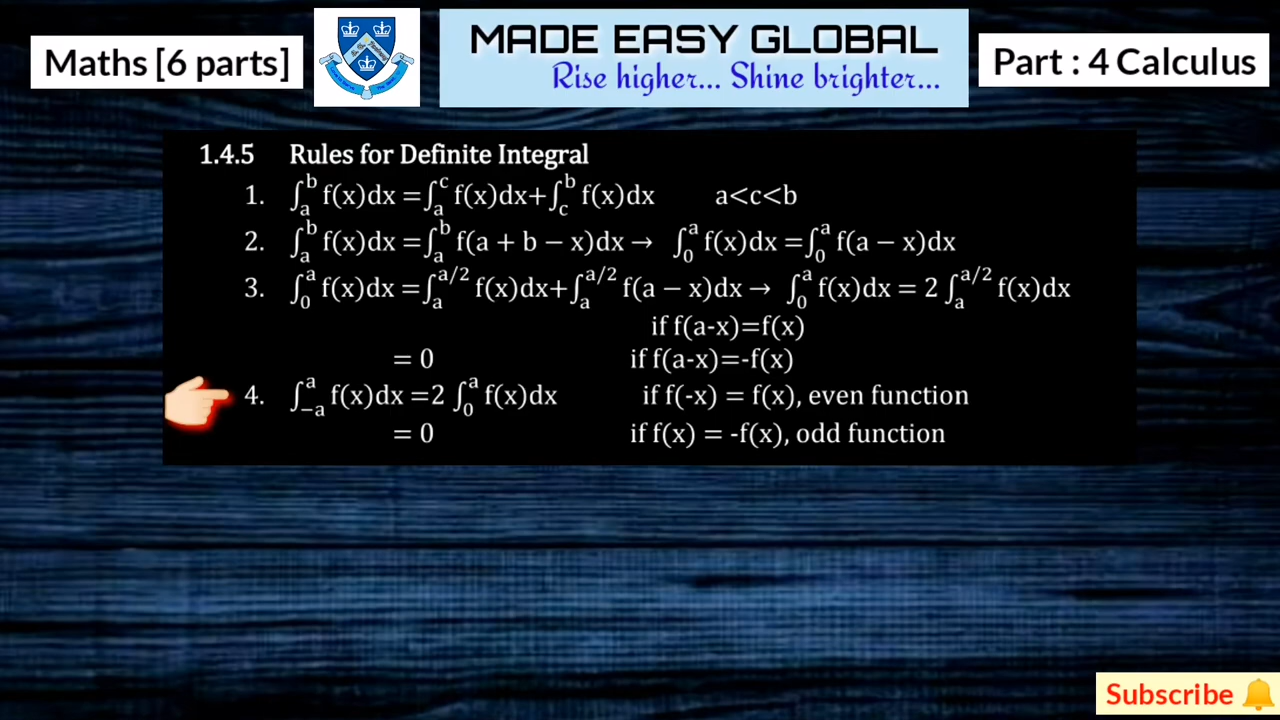 Maths [6 parts]
MADE EASY GLOBAL
Rise higher... Shine brighter...
Part : 4 Calculus
1.4.5 Rules for Definite Integral
1. ∫_a^b f(x)dx =∫_a^c f(x)dx+∫_c^b f(x)dx a<c<b
2. ∫_a^b f(x)dx =∫_a^b f(a + b − x)dx → ∫_0^a f(x)dx =∫_0^a f(a − x)dx
3. ∫_0^a f(x)dx =∫_a^a/2 f(x)dx+∫_a^a/2 f(a − x)dx → ∫_0^a f(x)dx = 2 ∫_a^a/2 f(x)dx
if f(a-x)=f(x)
= 0 if f(a-x)=-f(x)
4. ∫_−a^a f(x)dx =2 ∫_0^a f(x)dx if f(-x) = f(x), even function
= 0 if f(x) = -f(x), odd function
Subscribe